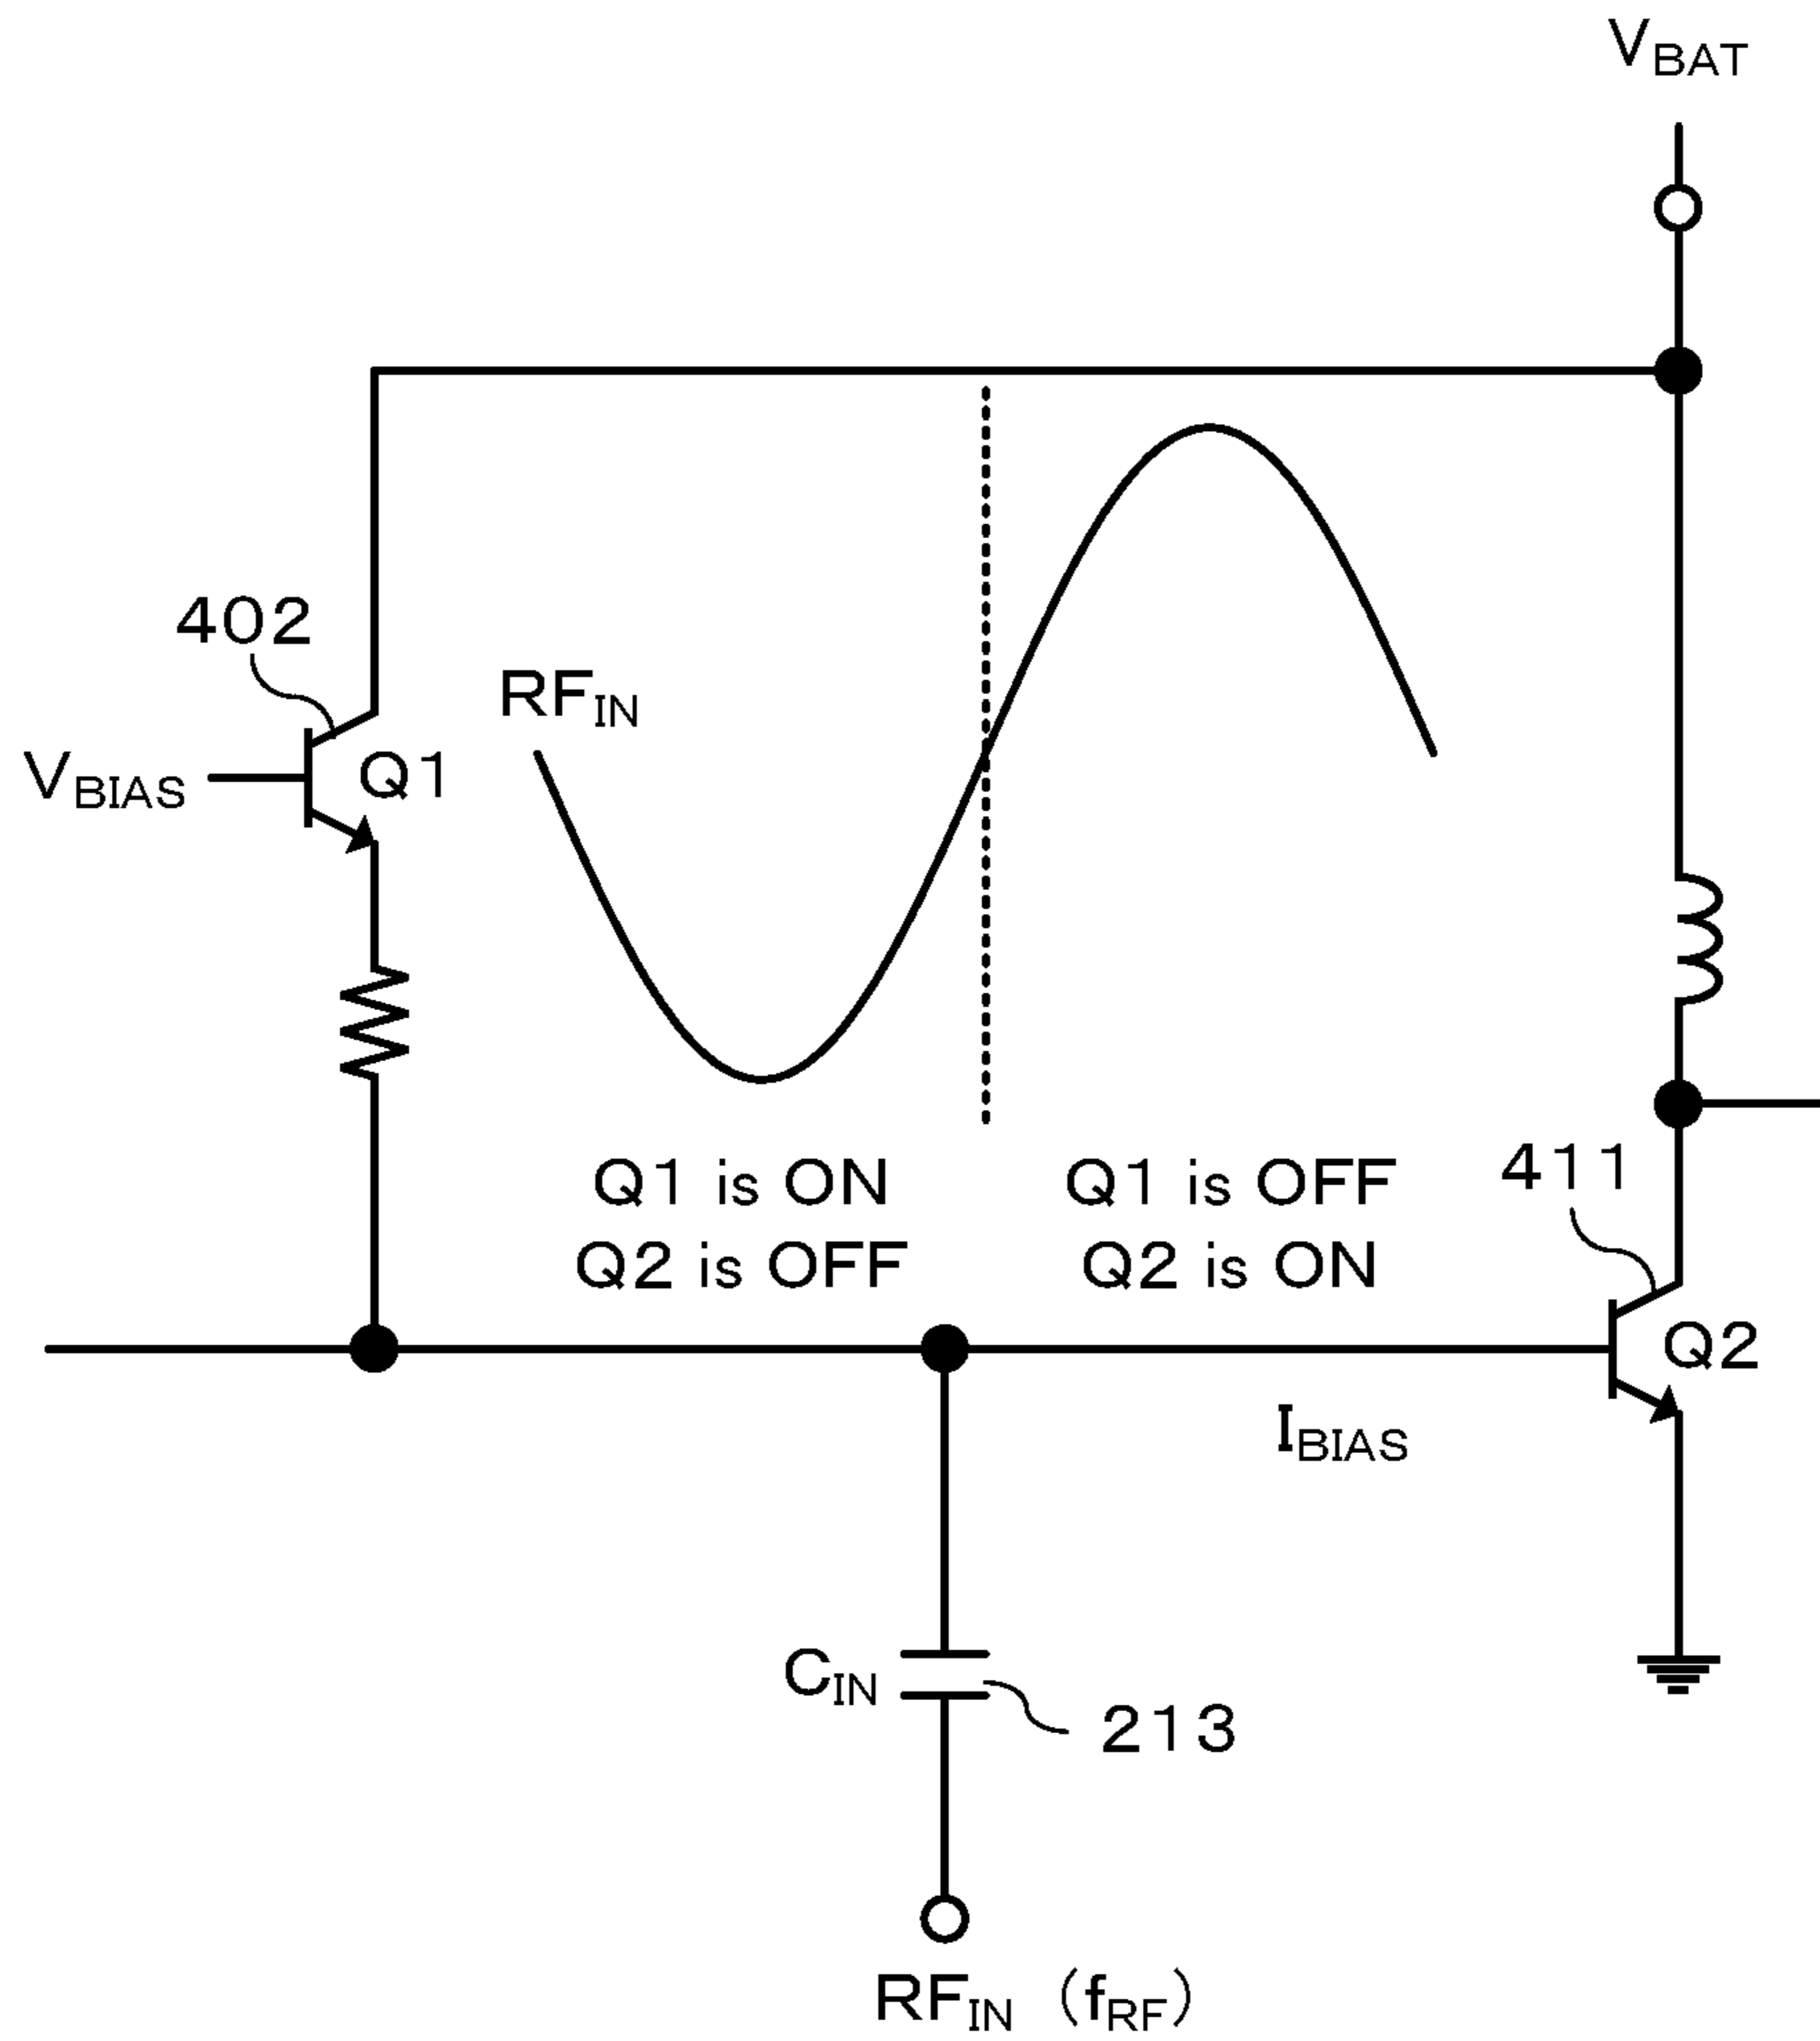 VBAT
402
RFIN
VBIAS
Q1
Q1 is ON
Q2 is OFF
Q1 is OFF
Q2 is ON
411
Q2
IBIAS
CIN
213
RFIN (fRF)